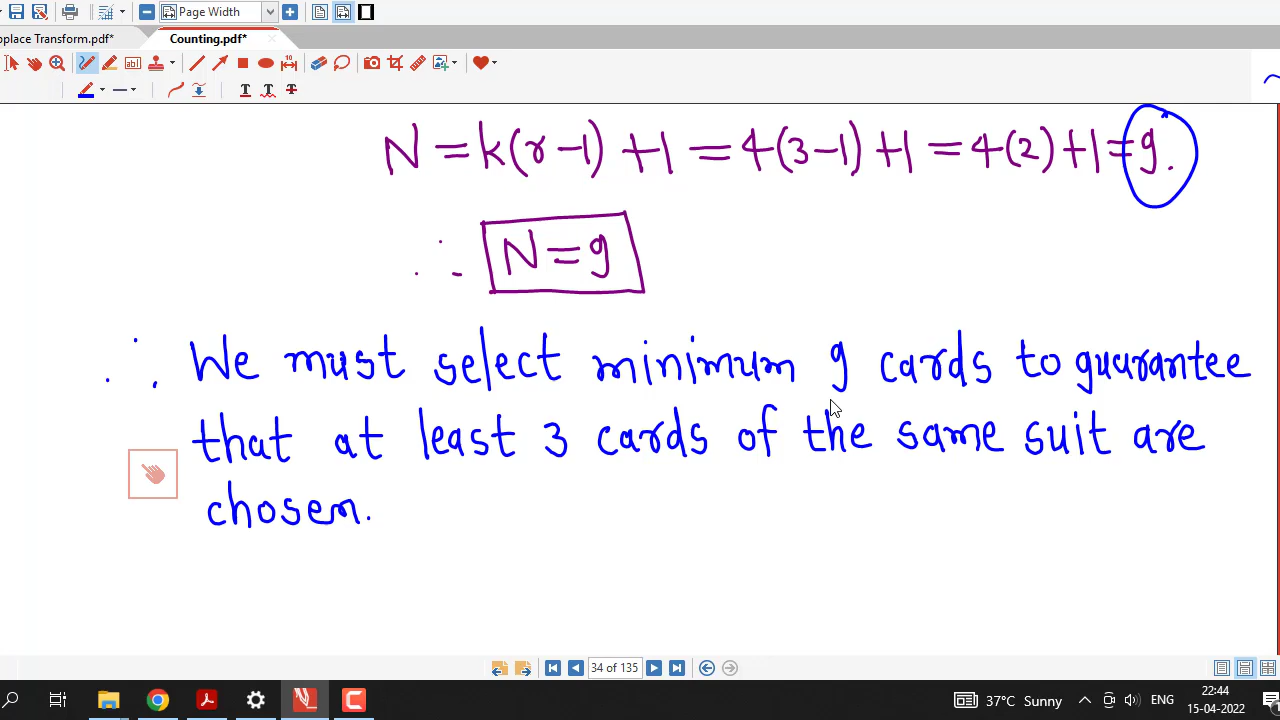 Page Width
pplace Transform.pdf*
Counting.pdf*
10
N = k(r-1) + 1 = 4(3-1) + 1 = 4(2) + 1 = 9.
∴ N = 9
∴ We must select minimum 9 cards to guarantee
that at least 3 cards of the same suit are
chosen.
34 of 135
37°C Sunny
ENG
22:44
15-04-2022